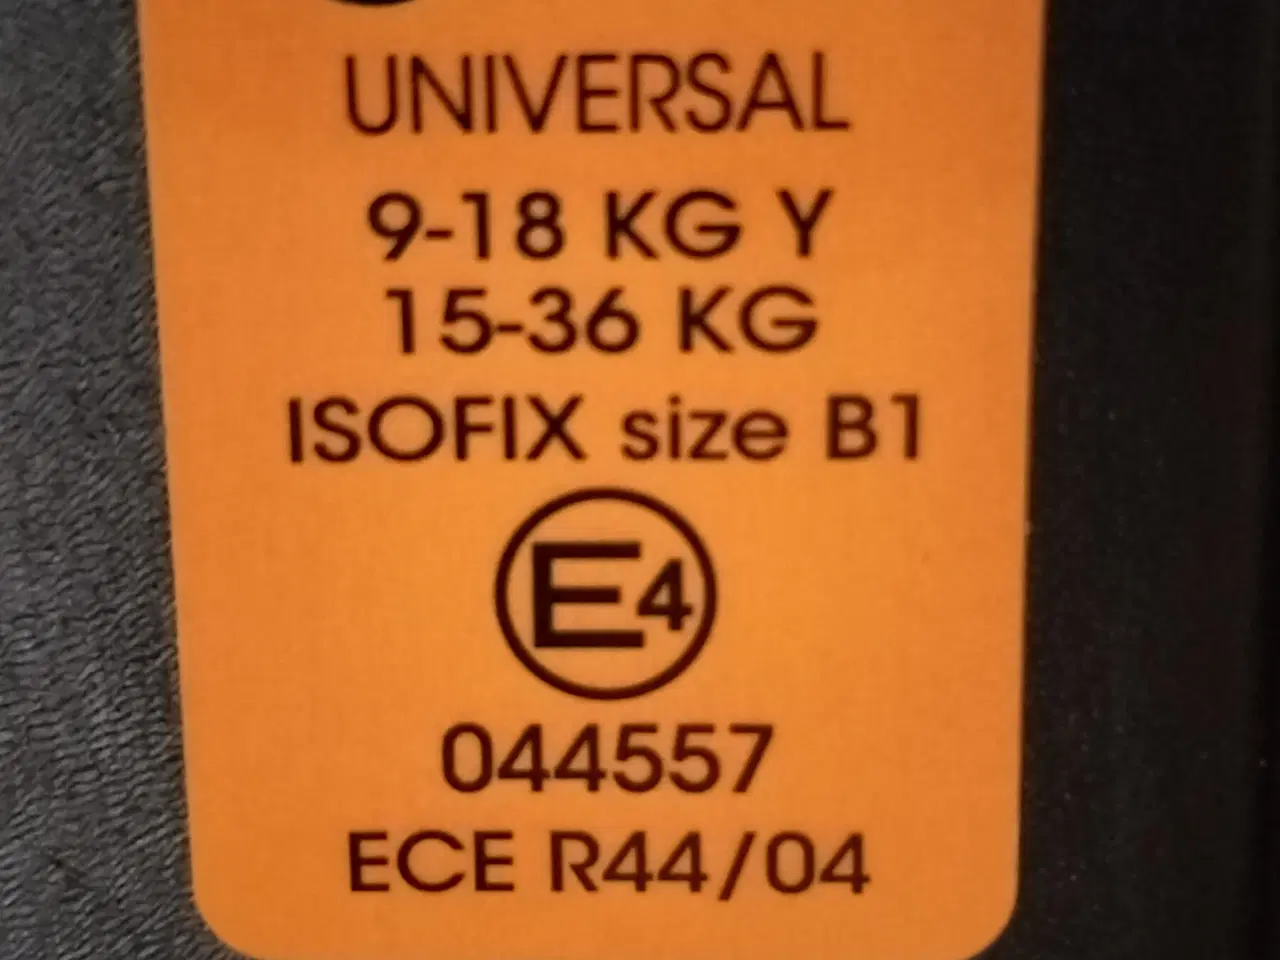 UNIVERSAL
9-18 KG Y
15-36 KG
ISOFIX size B1
E4
044557
ECE R44/04